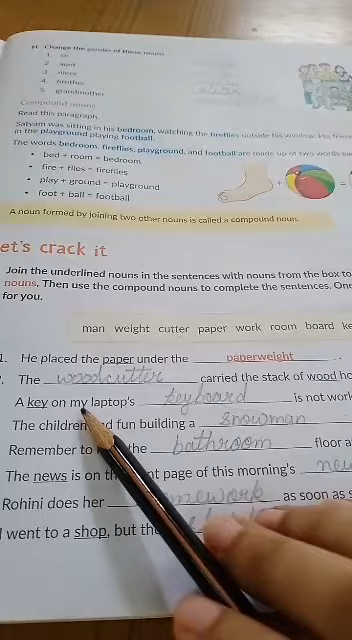 H Change the gender of these nouns.
1. sir
2. aunt
3. niece
4. brother
5. grandmother
Compound nouns
Read this paragraph.
Satyam was sitting in his bedroom, watching the fireflies outside his window. His
in the playground playing football.
The words bedroom, fireflies, playground, and football are made up of two words
• bed + room = bedroom
• fire + flies = fireflies
• play + ground = playground
• foot + ball = football
+ =
A noun formed by joining two other nouns is called a compound noun.
et's crack it
Join the underlined nouns in the sentences with nouns from the box to
nouns. Then use the compound nouns to complete the sentences. One
for you.
man weight cutter paper work room board
1. He placed the paper under the paperweight.
The woodcutter carried the stack of wood
A key on my laptop's keyboard is not
The children fun building a snowman
Remember to the bathroom floor
The news is on page of this morning's
Rohini does her as soon as
I went to a shop, but